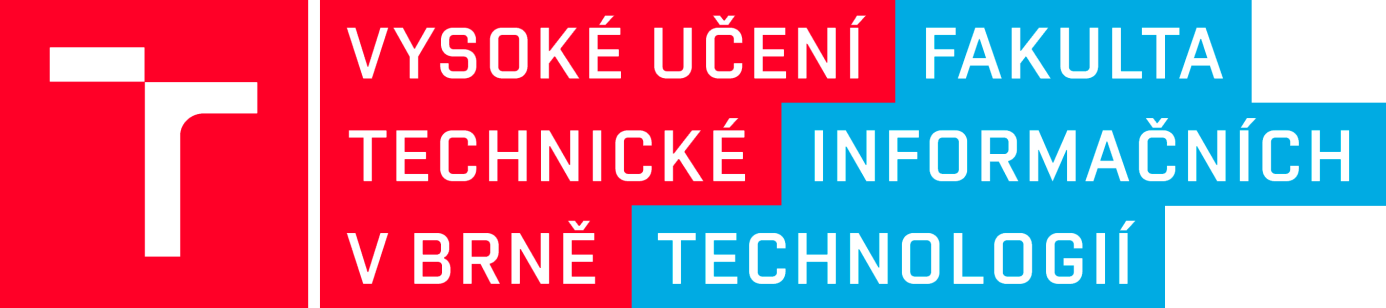 VYSOKÉ UČENÍ FAKULTA
TECHNICKÉ INFORMAČNÍCH
V BRNĚ TECHNOLOGIÍ